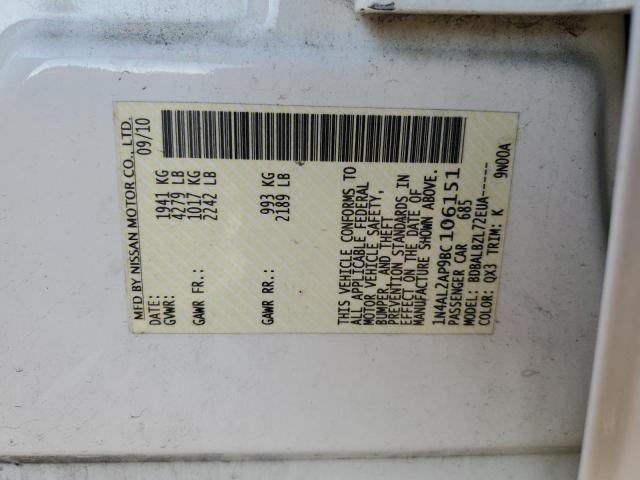 MFD BY NISSAN MOTOR CO., LTD.
DATE: 09/10
GVWR: 1941 KG
4279 LB
GAWR FR.: 1017 KG
2242 LB
GAWR RR.: 993 KG
2189 LB
THIS VEHICLE CONFORMS TO
ALL APPLICABLE FEDERAL
MOTOR VEHICLE SAFETY,
BUMPER, AND THEFT
PREVENTION STANDARDS IN
EFFECT ON THE DATE OF
MANUFACTURE SHOWN ABOVE.
1N4AL2AP9BC106151
PASSENGER CAR 685
MODEL: BDBALBZL72EUA-----
COLOR: QX3 TRIM: K 9N00A